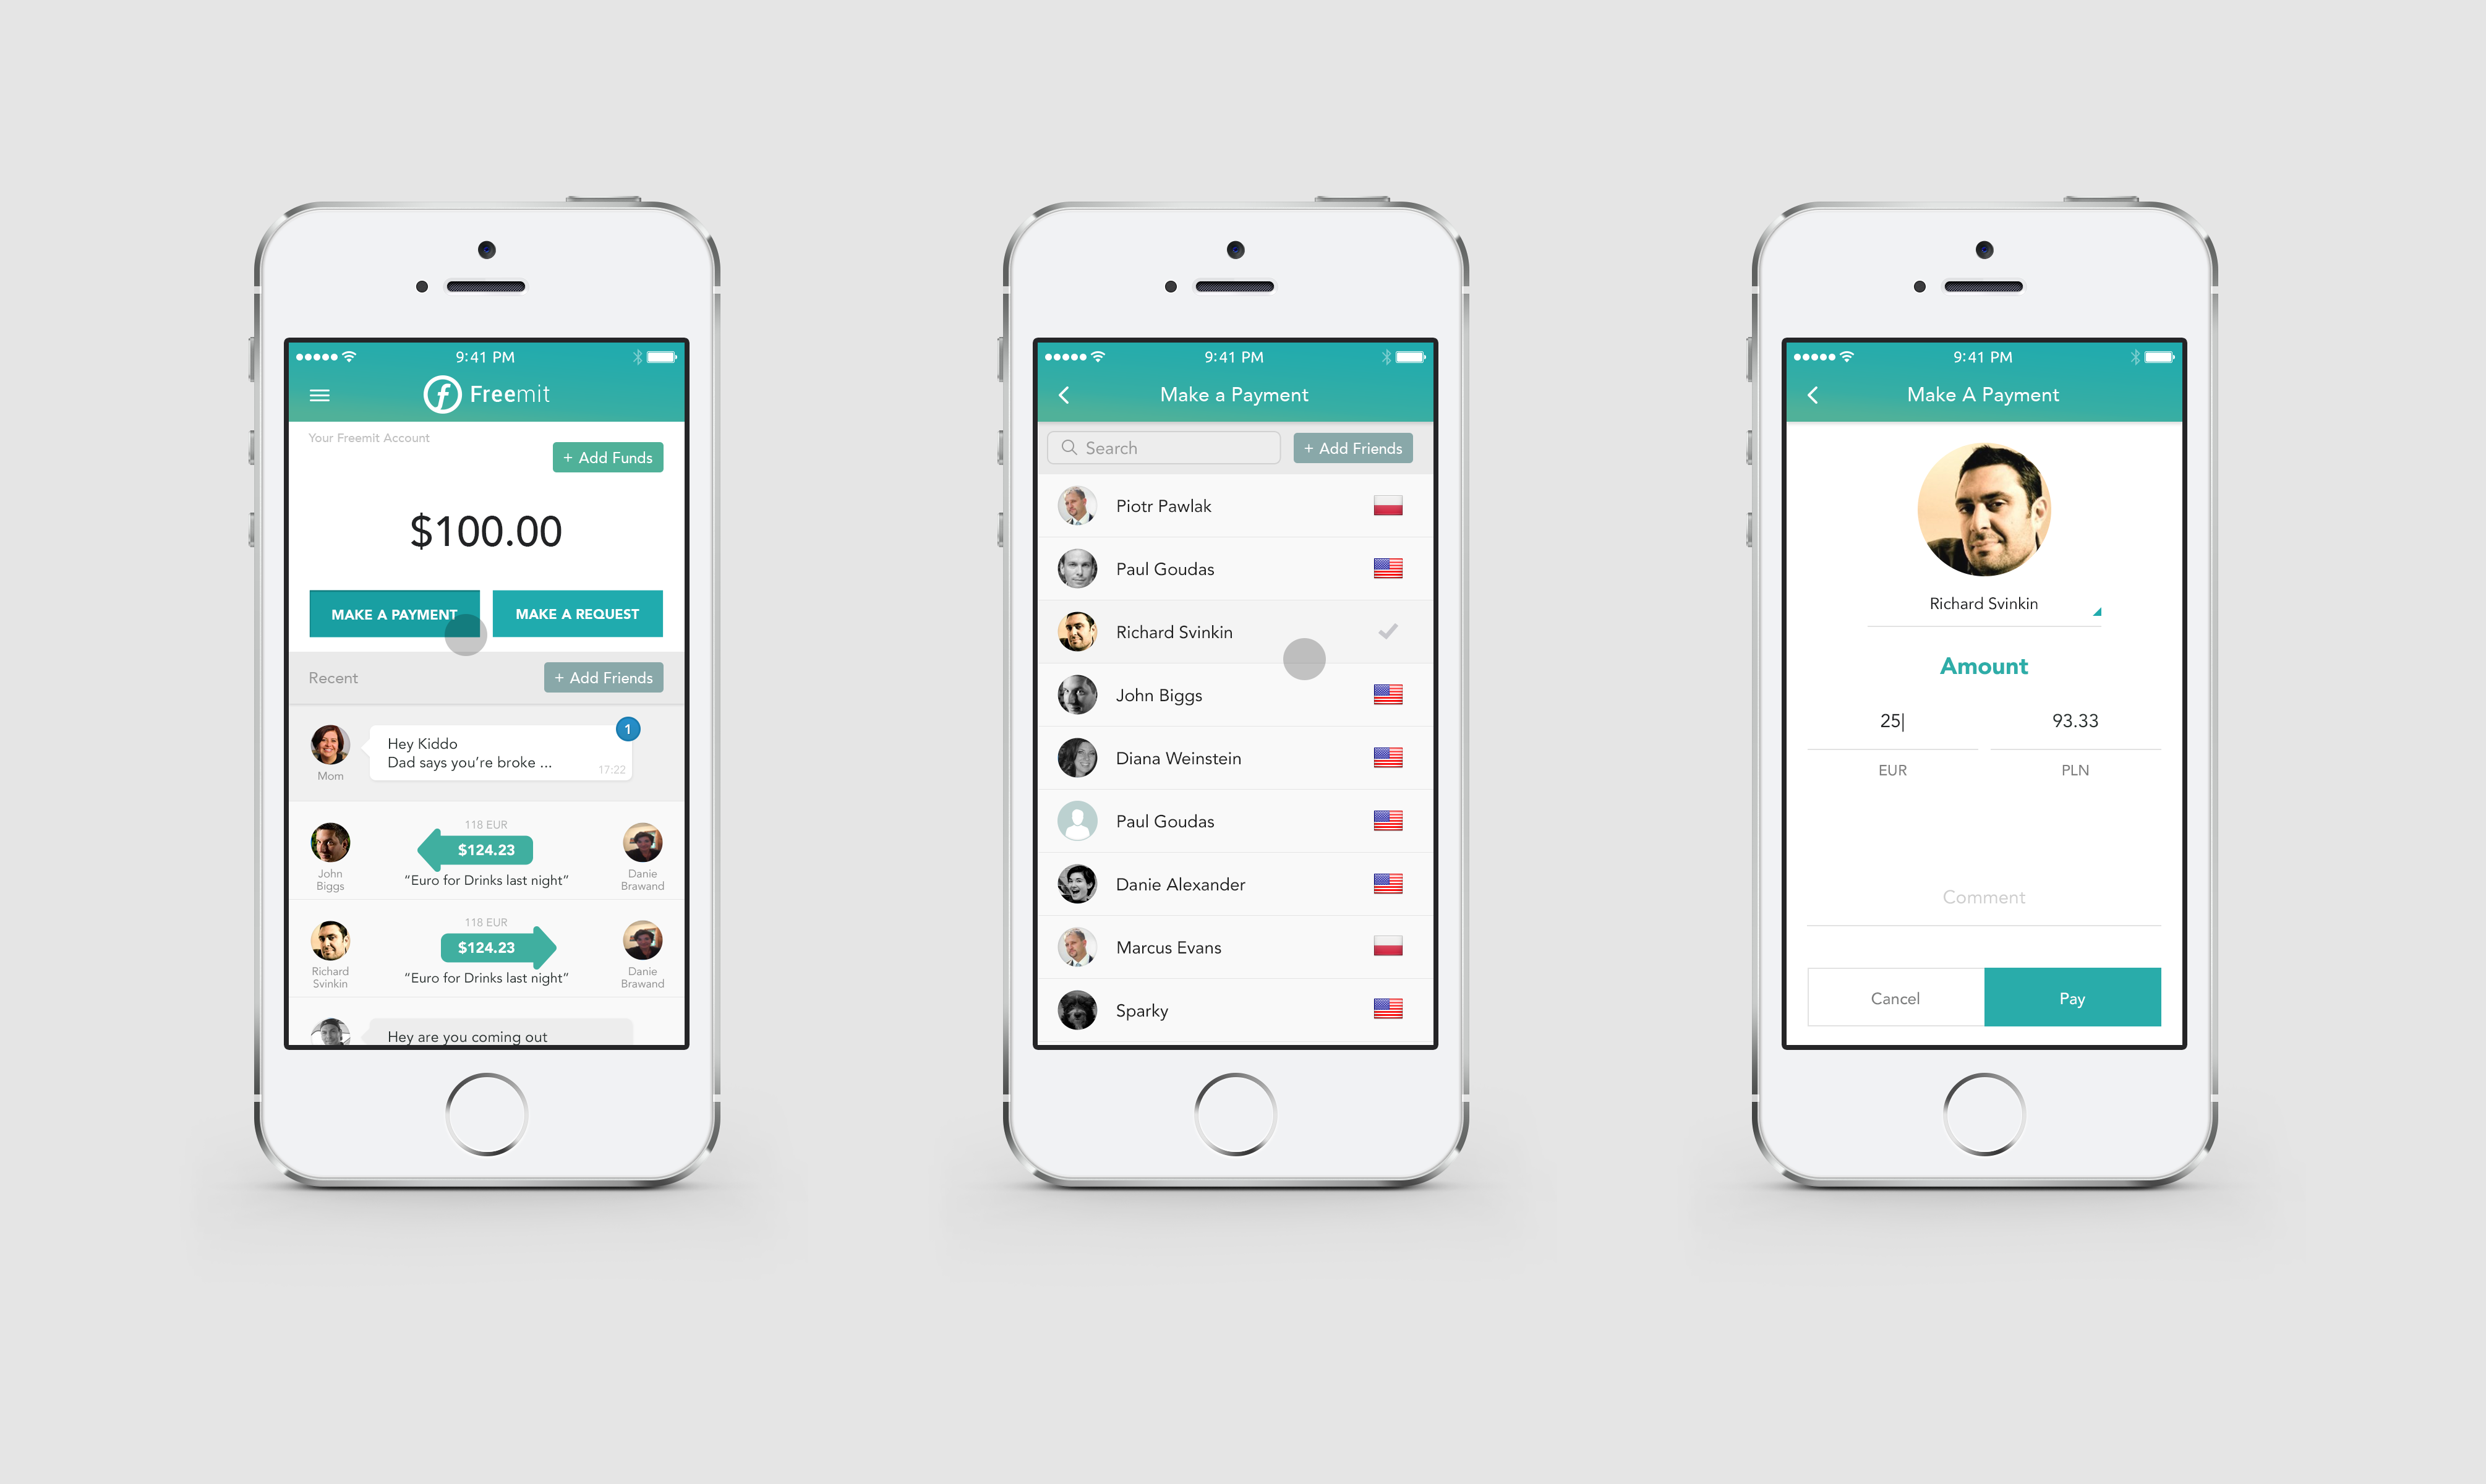 9:41 PM
Freemit
Your Freemit Account
+ Add Funds
$100.00
MAKE A PAYMENT
MAKE A REQUEST
Recent
+ Add Friends
1
Hey Kiddo
Dad says you’re broke ...
17:22
Mom
118 EUR
$124.23
“Euro for Drinks last night”
John
Biggs
Danie
Brawand
118 EUR
$124.23
“Euro for Drinks last night”
Richard
Svinkin
Danie
Brawand
Hey are you coming out
9:41 PM
Make a Payment
Search
+ Add Friends
Piotr Pawlak
Paul Goudas
Richard Svinkin
John Biggs
Diana Weinstein
Paul Goudas
Danie Alexander
Marcus Evans
Sparky
9:41 PM
Make A Payment
Richard Svinkin
Amount
25
93.33
EUR
PLN
Comment
Cancel
Pay